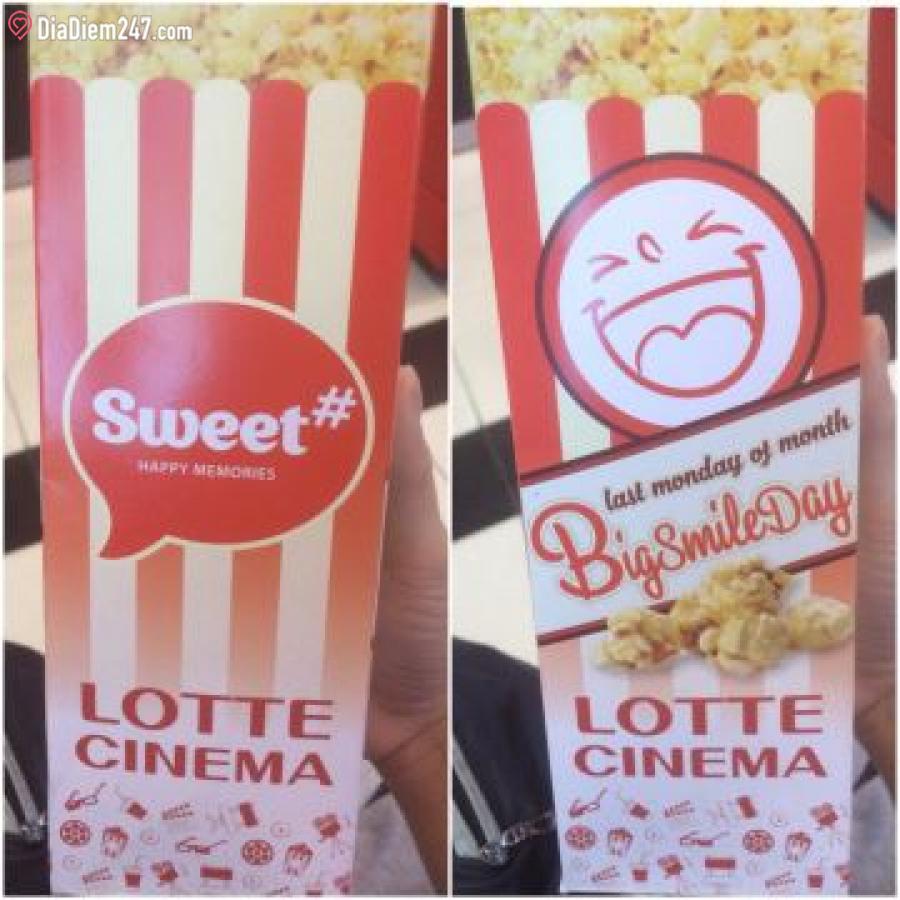 DiaDiem247.com
Sweet#
HAPPY MEMORIES
LOTTE
CINEMA
last monday of month
BigSmileDay
LOTTE
CINEMA